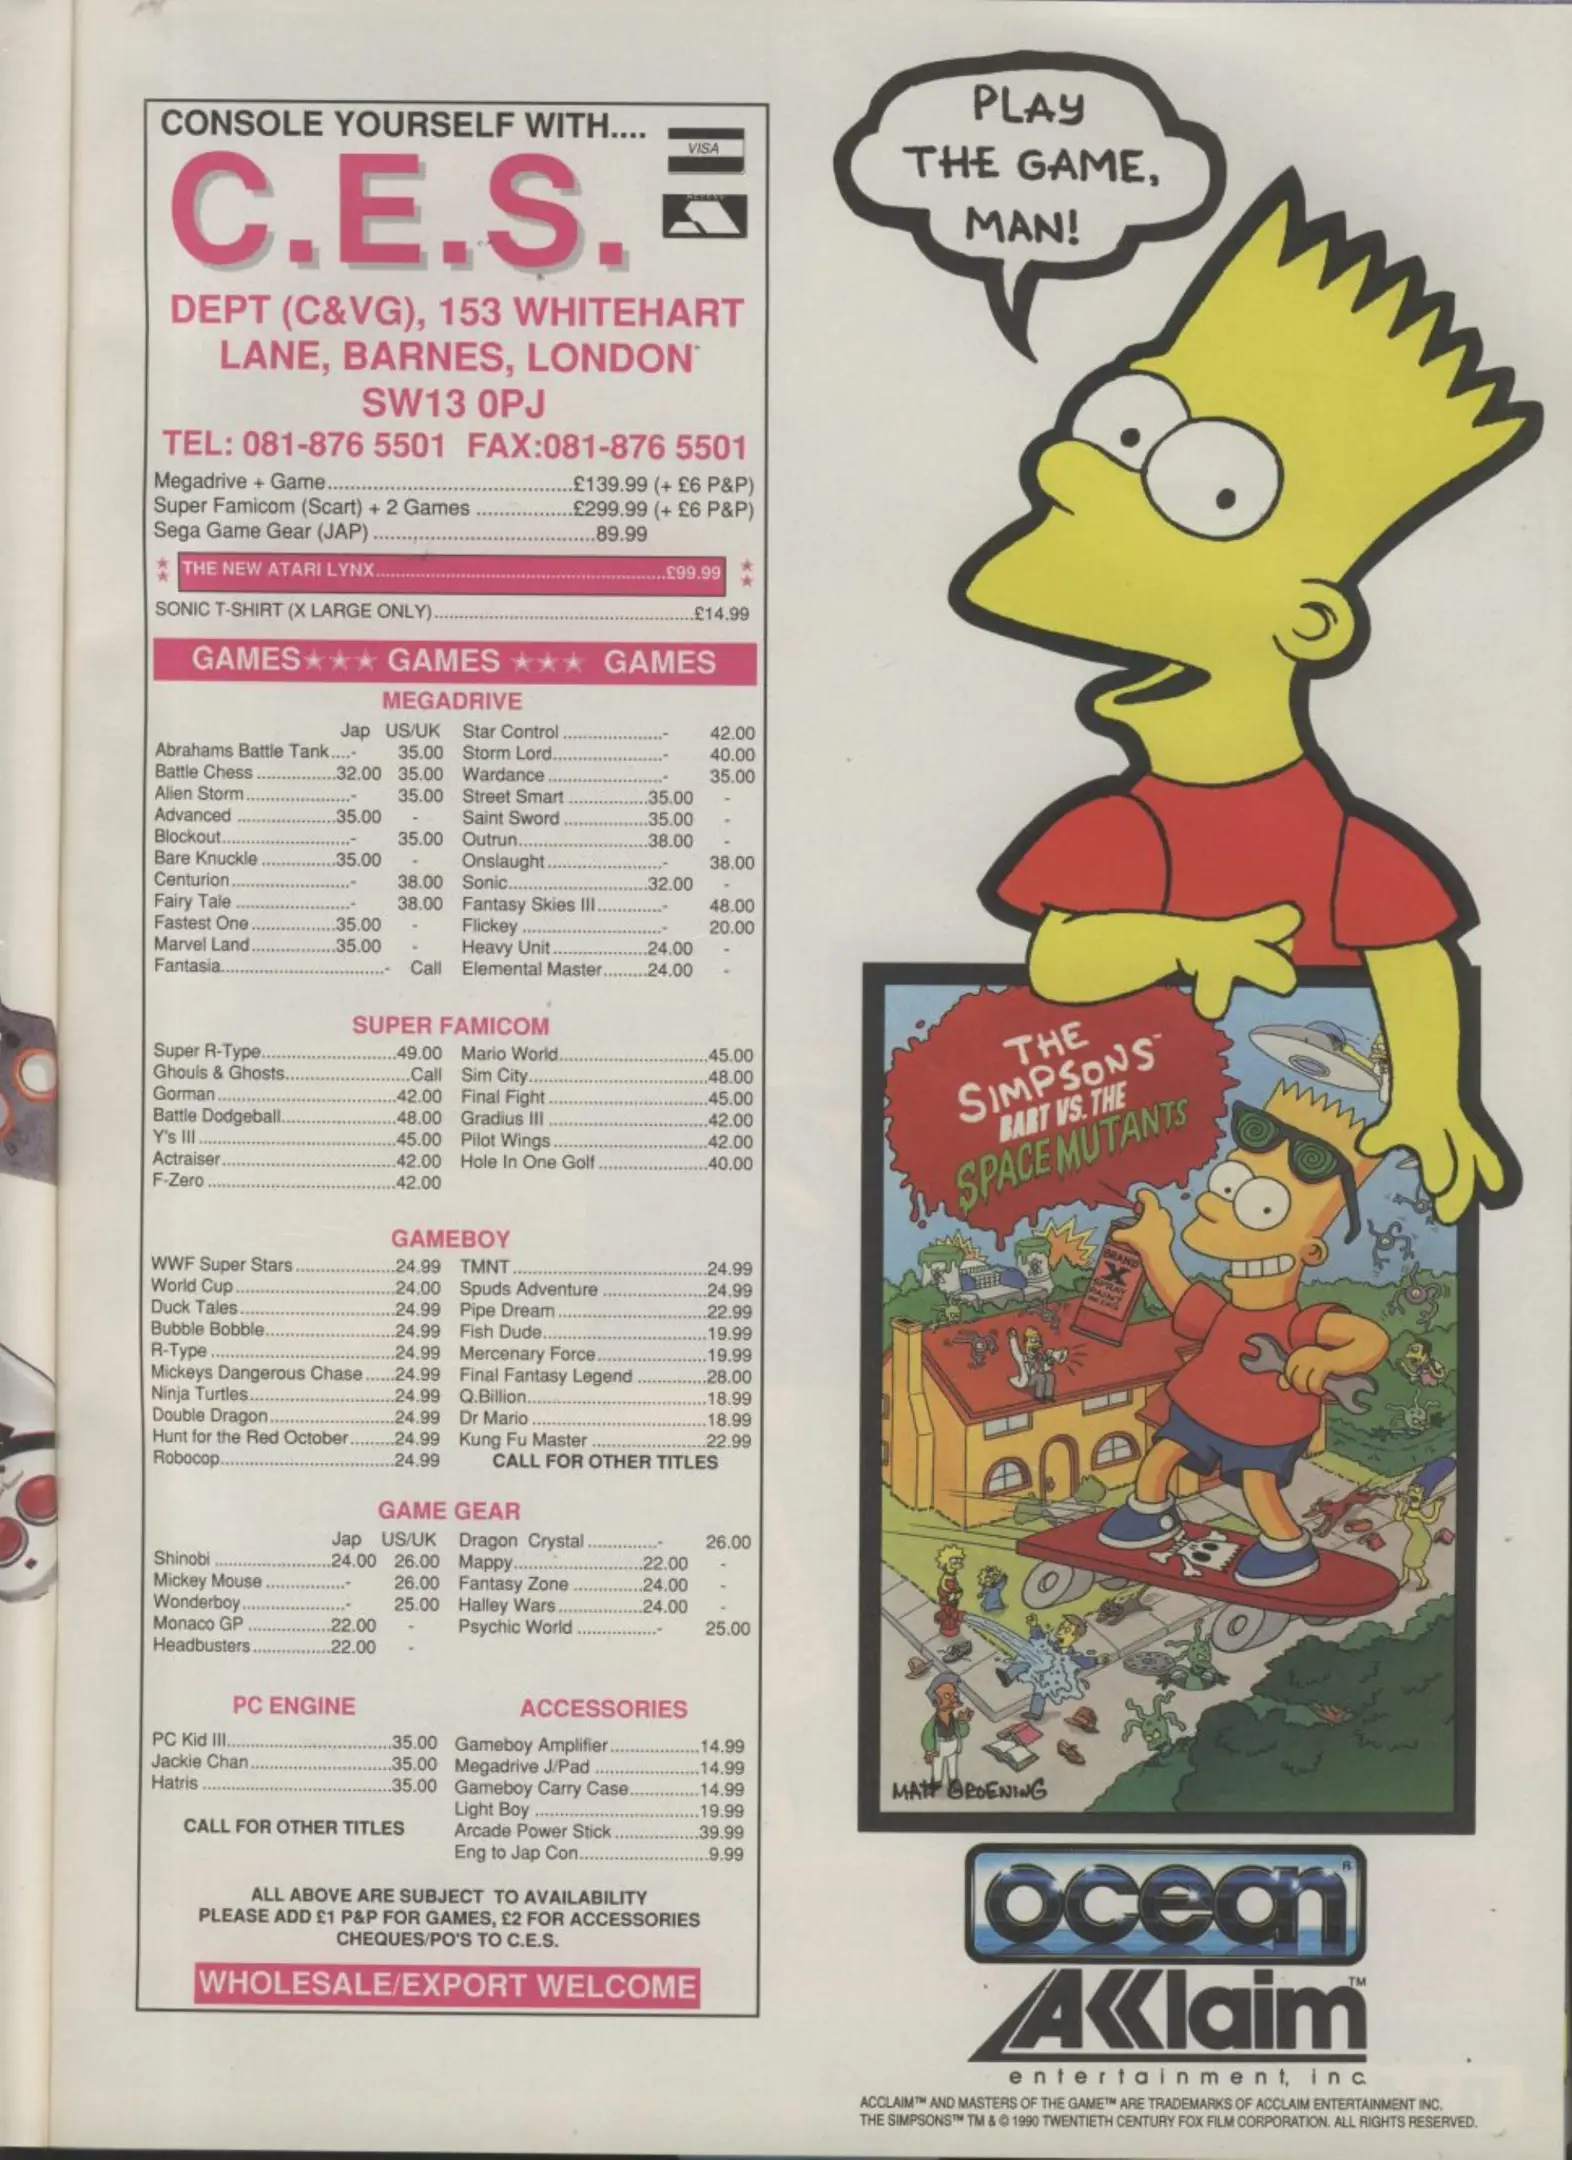 CONSOLE YOURSELF WITH....
VISA
ACCESS
C.E.S.
DEPT (C&VG), 153 WHITEHART
LANE, BARNES, LONDON
SW13 0PJ
TEL: 081-876 5501 FAX:081-876 5501
Megadrive + Game.......£139.99 (+ £6 P&P)
Super Famicom (Scart) + 2 Games .......£299.99 (+ £6 P&P)
Sega Game Gear (JAP) .......89.99
THE NEW ATARI LYNX.......£99.99
SONIC T-SHIRT (X LARGE ONLY).......£14.99
GAMES★★★ GAMES ★★★ GAMES
MEGADRIVE
Jap US/UK
Abrahams Battle Tank....- 35.00
Battle Chess .......32.00 35.00
Alien Storm.......- 35.00
Advanced .......35.00 -
Blockout.......- 35.00
Bare Knuckle .......35.00 -
Centurion.......- 38.00
Fairy Tale .......- 38.00
Fastest One .......35.00 -
Marvel Land.......35.00 -
Fantasia.......- Call
Star Control .......- 42.00
Storm Lord.......- 40.00
Wardance .......- 35.00
Street Smart .......35.00 -
Saint Sword .......35.00 -
Outrun.......38.00 -
Onslaught.......- 38.00
Sonic.......32.00 -
Fantasy Skies III.......- 48.00
Flickey .......- 20.00
Heavy Unit .......24.00 -
Elemental Master.......24.00 -
SUPER FAMICOM
Super R-Type.......49.00
Ghouls & Ghosts.......Call
Gorman.......42.00
Battle Dodgeball.......48.00
Y's III .......45.00
Actraiser.......42.00
F-Zero .......42.00
Mario World.......45.00
Sim City.......48.00
Final Fight .......45.00
Gradius III .......42.00
Pilot Wings.......42.00
Hole In One Golf .......40.00
GAMEBOY
WWF Super Stars .......24.99
World Cup.......24.00
Duck Tales.......24.99
Bubble Bobble.......24.99
R-Type .......24.99
Mickeys Dangerous Chase .......24.99
Ninja Turtles.......24.99
Double Dragon.......24.99
Hunt for the Red October.......24.99
Robocop.......24.99
TMNT.......24.99
Spuds Adventure .......24.99
Pipe Dream .......22.99
Fish Dude.......19.99
Mercenary Force.......19.99
Final Fantasy Legend .......28.00
Q.Billion.......18.99
Dr Mario .......18.99
Kung Fu Master .......22.99
CALL FOR OTHER TITLES
GAME GEAR
Jap US/UK
Shinobi .......24.00 26.00
Mickey Mouse .......- 26.00
Wonderboy.......- 25.00
Monaco GP .......22.00 -
Headbusters .......22.00 -
Dragon Crystal .......- 26.00
Mappy.......22.00 -
Fantasy Zone .......24.00 -
Halley Wars.......24.00 -
Psychic World .......- 25.00
PC ENGINE
PC Kid III.......35.00
Jackie Chan.......35.00
Hatris .......35.00
CALL FOR OTHER TITLES
ACCESSORIES
Gameboy Amplifier.......14.99
Megadrive J/Pad .......14.99
Gameboy Carry Case.......14.99
Light Boy .......19.99
Arcade Power Stick.......39.99
Eng to Jap Con.......9.99
ALL ABOVE ARE SUBJECT TO AVAILABILITY
PLEASE ADD £1 P&P FOR GAMES, £2 FOR ACCESSORIES
CHEQUES/PO'S TO C.E.S.
WHOLESALE/EXPORT WELCOME
PLAY
THE GAME,
MAN!
THE
SIMPSONS™
BART VS. THE
SPACE MUTANTS
BRAND
X
SPRAY
PAINT
MATT GROENING
ocean®
AKKlaim™
entertainment, inc.
ACCLAIM™ AND MASTERS OF THE GAME™ ARE TRADEMARKS OF ACCLAIM ENTERTAINMENT INC.
THE SIMPSONS™ TM & © 1990 TWENTIETH CENTURY FOX FILM CORPORATION. ALL RIGHTS RESERVED.